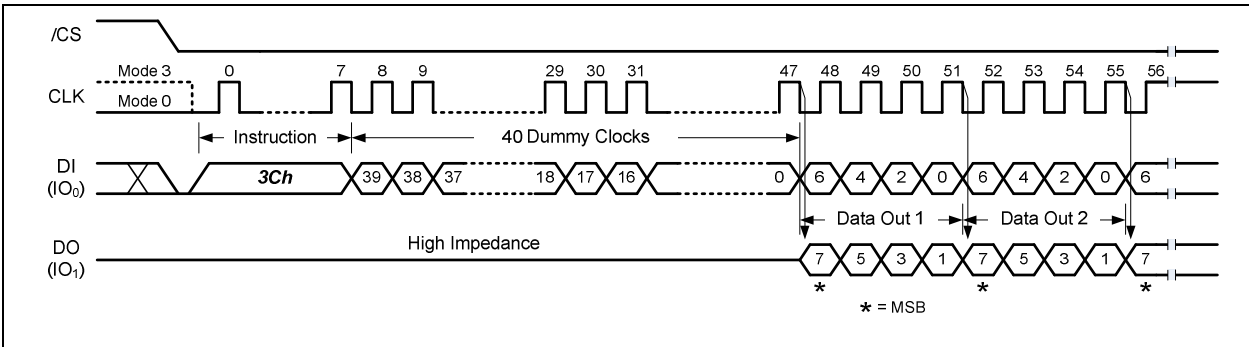 /CS
Mode 3 0 7 8 9 29 30 31 47 48 49 50 51 52 53 54 55 56
CLK
Mode 0
Instruction 40 Dummy Clocks
DI
(IO0)
3Ch 39 38 37 18 17 16 0 6 4 2 0 6 4 2 0 6
Data Out 1 Data Out 2
High Impedance
DO
(IO1)
7 5 3 1 7 5 3 1 7
* * *
* = MSB